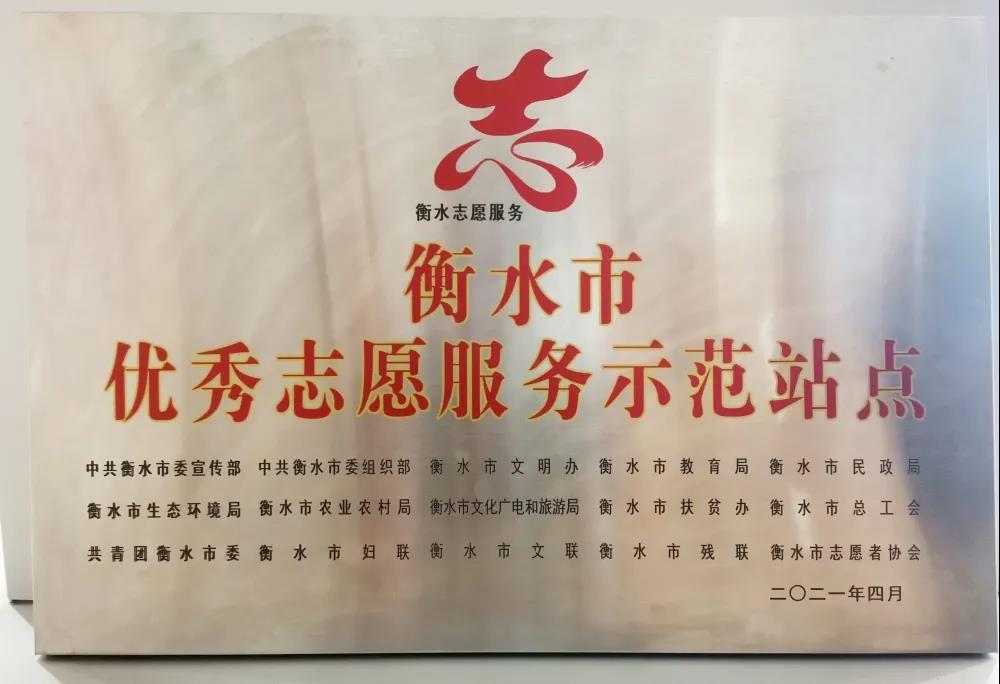 志
衡水志愿服务
衡水市
优秀志愿服务示范站点
中共衡水市委宣传部 中共衡水市委组织部 衡水市文明办 衡水市教育局 衡水市民政局
衡水市生态环境局 衡水市农业农村局 衡水市文化广电和旅游局 衡水市扶贫办 衡水市总工会
共青团衡水市委 衡水市妇联 衡水市文联 衡水市残联 衡水市志愿者协会
二〇二一年四月